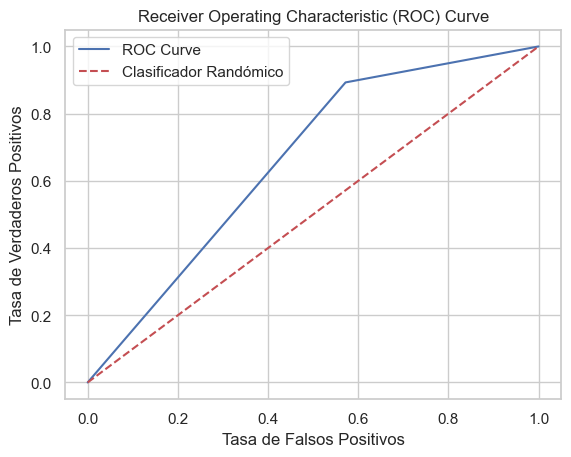 Receiver Operating Characteristic (ROC) Curve
ROC Curve
Clasificador Randómico
Tasa de Verdaderos Positivos
1.0
0.8
0.6
0.4
0.2
0.0
0.0 0.2 0.4 0.6 0.8 1.0
Tasa de Falsos Positivos